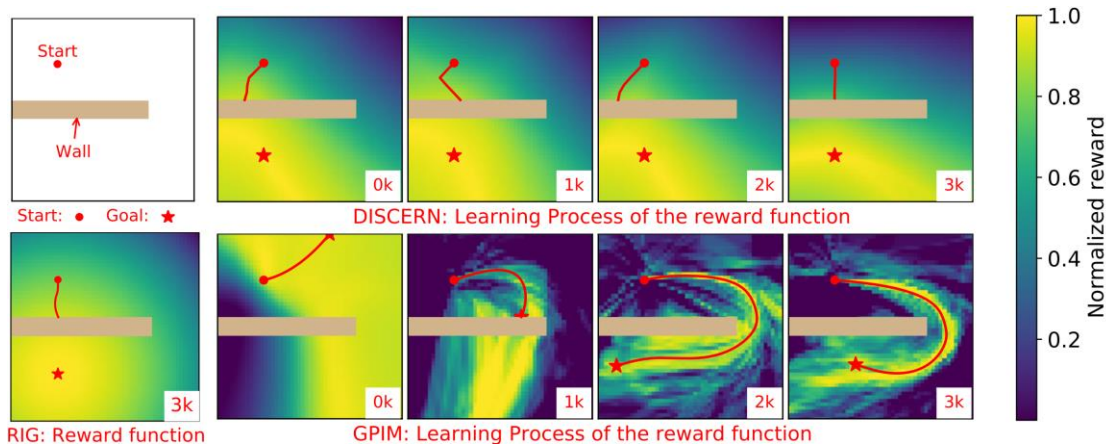 Start
Wall
Start: Goal:
0k
1k
2k
3k
DISCERN: Learning Process of the reward function
3k
RIG: Reward function
0k
1k
2k
3k
GPIM: Learning Process of the reward function
1.0
0.8
0.6
0.4
0.2
Normalized reward